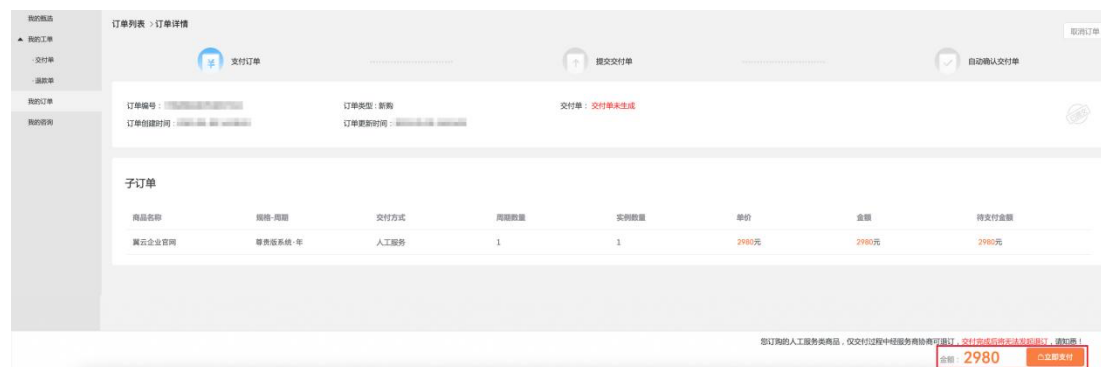 我的甄选
▲ 我的工单
· 交付单
· 退款单
我的订单
我的咨询
订单列表 > 订单详情
取消订单
支付订单
提交交付单
自动确认交付单
订单编号：
订单类型：新购
交付单：交付单未生成
订单创建时间：
订单更新时间：
子订单
商品名称 规格-周期 交付方式 周期数量 实例数量 单价 金额 待支付金额
翼云企业官网 尊贵版系统-年 人工服务 1 1 2980元 2980元 2980元
您订购的人工服务类商品，仅交付过程中经服务商协商可退订，交付完成后将无法发起退订，请知悉！
金额：2980 立即支付